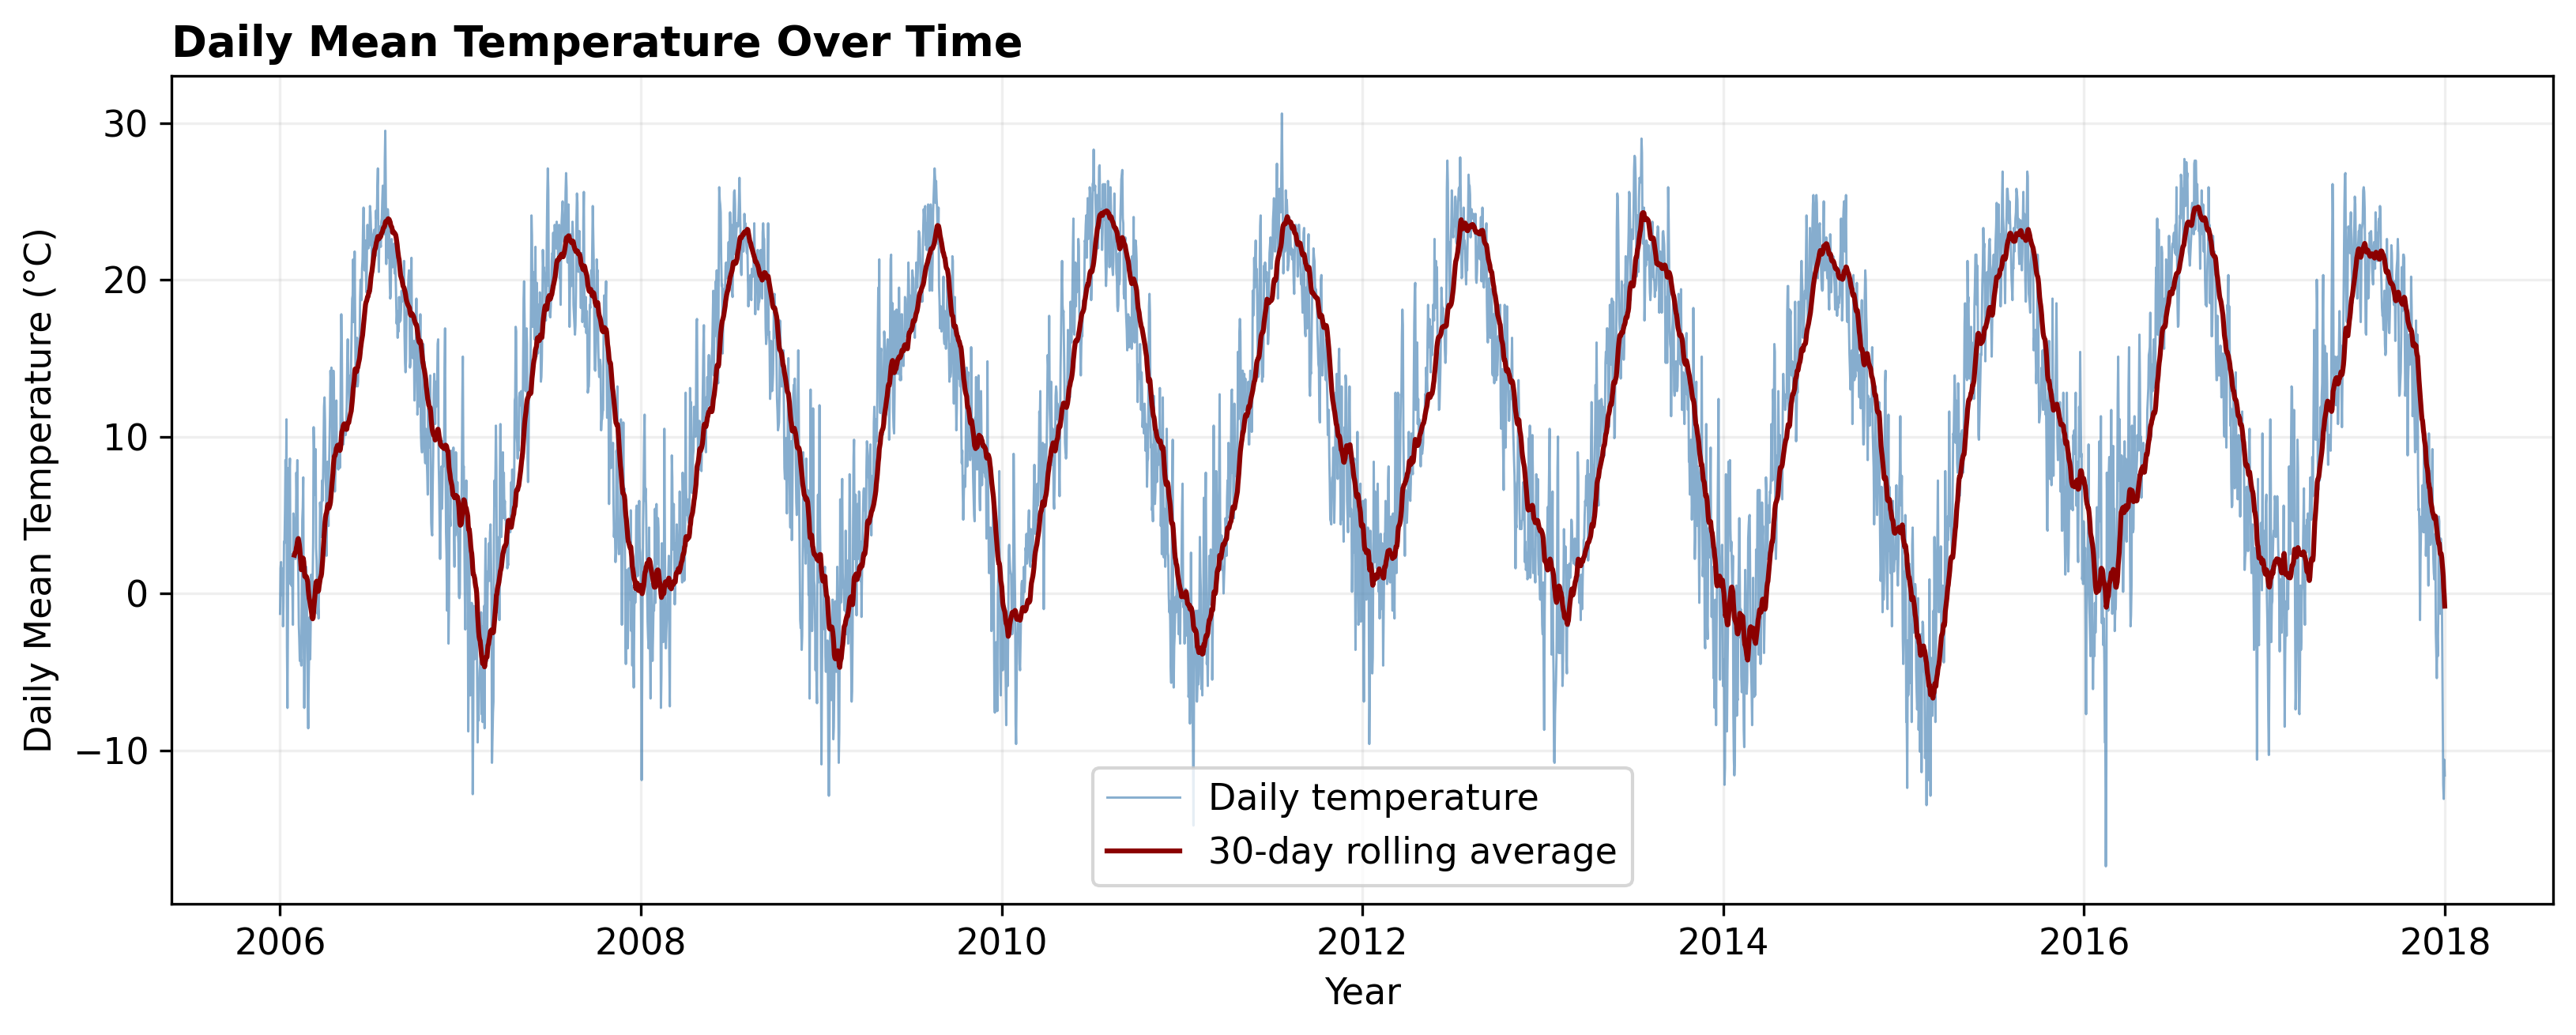 Daily Mean Temperature Over Time
Daily Mean Temperature (°C)
30
20
10
0
−10
Daily temperature
30-day rolling average
2006 2008 2010 2012 2014 2016 2018
Year